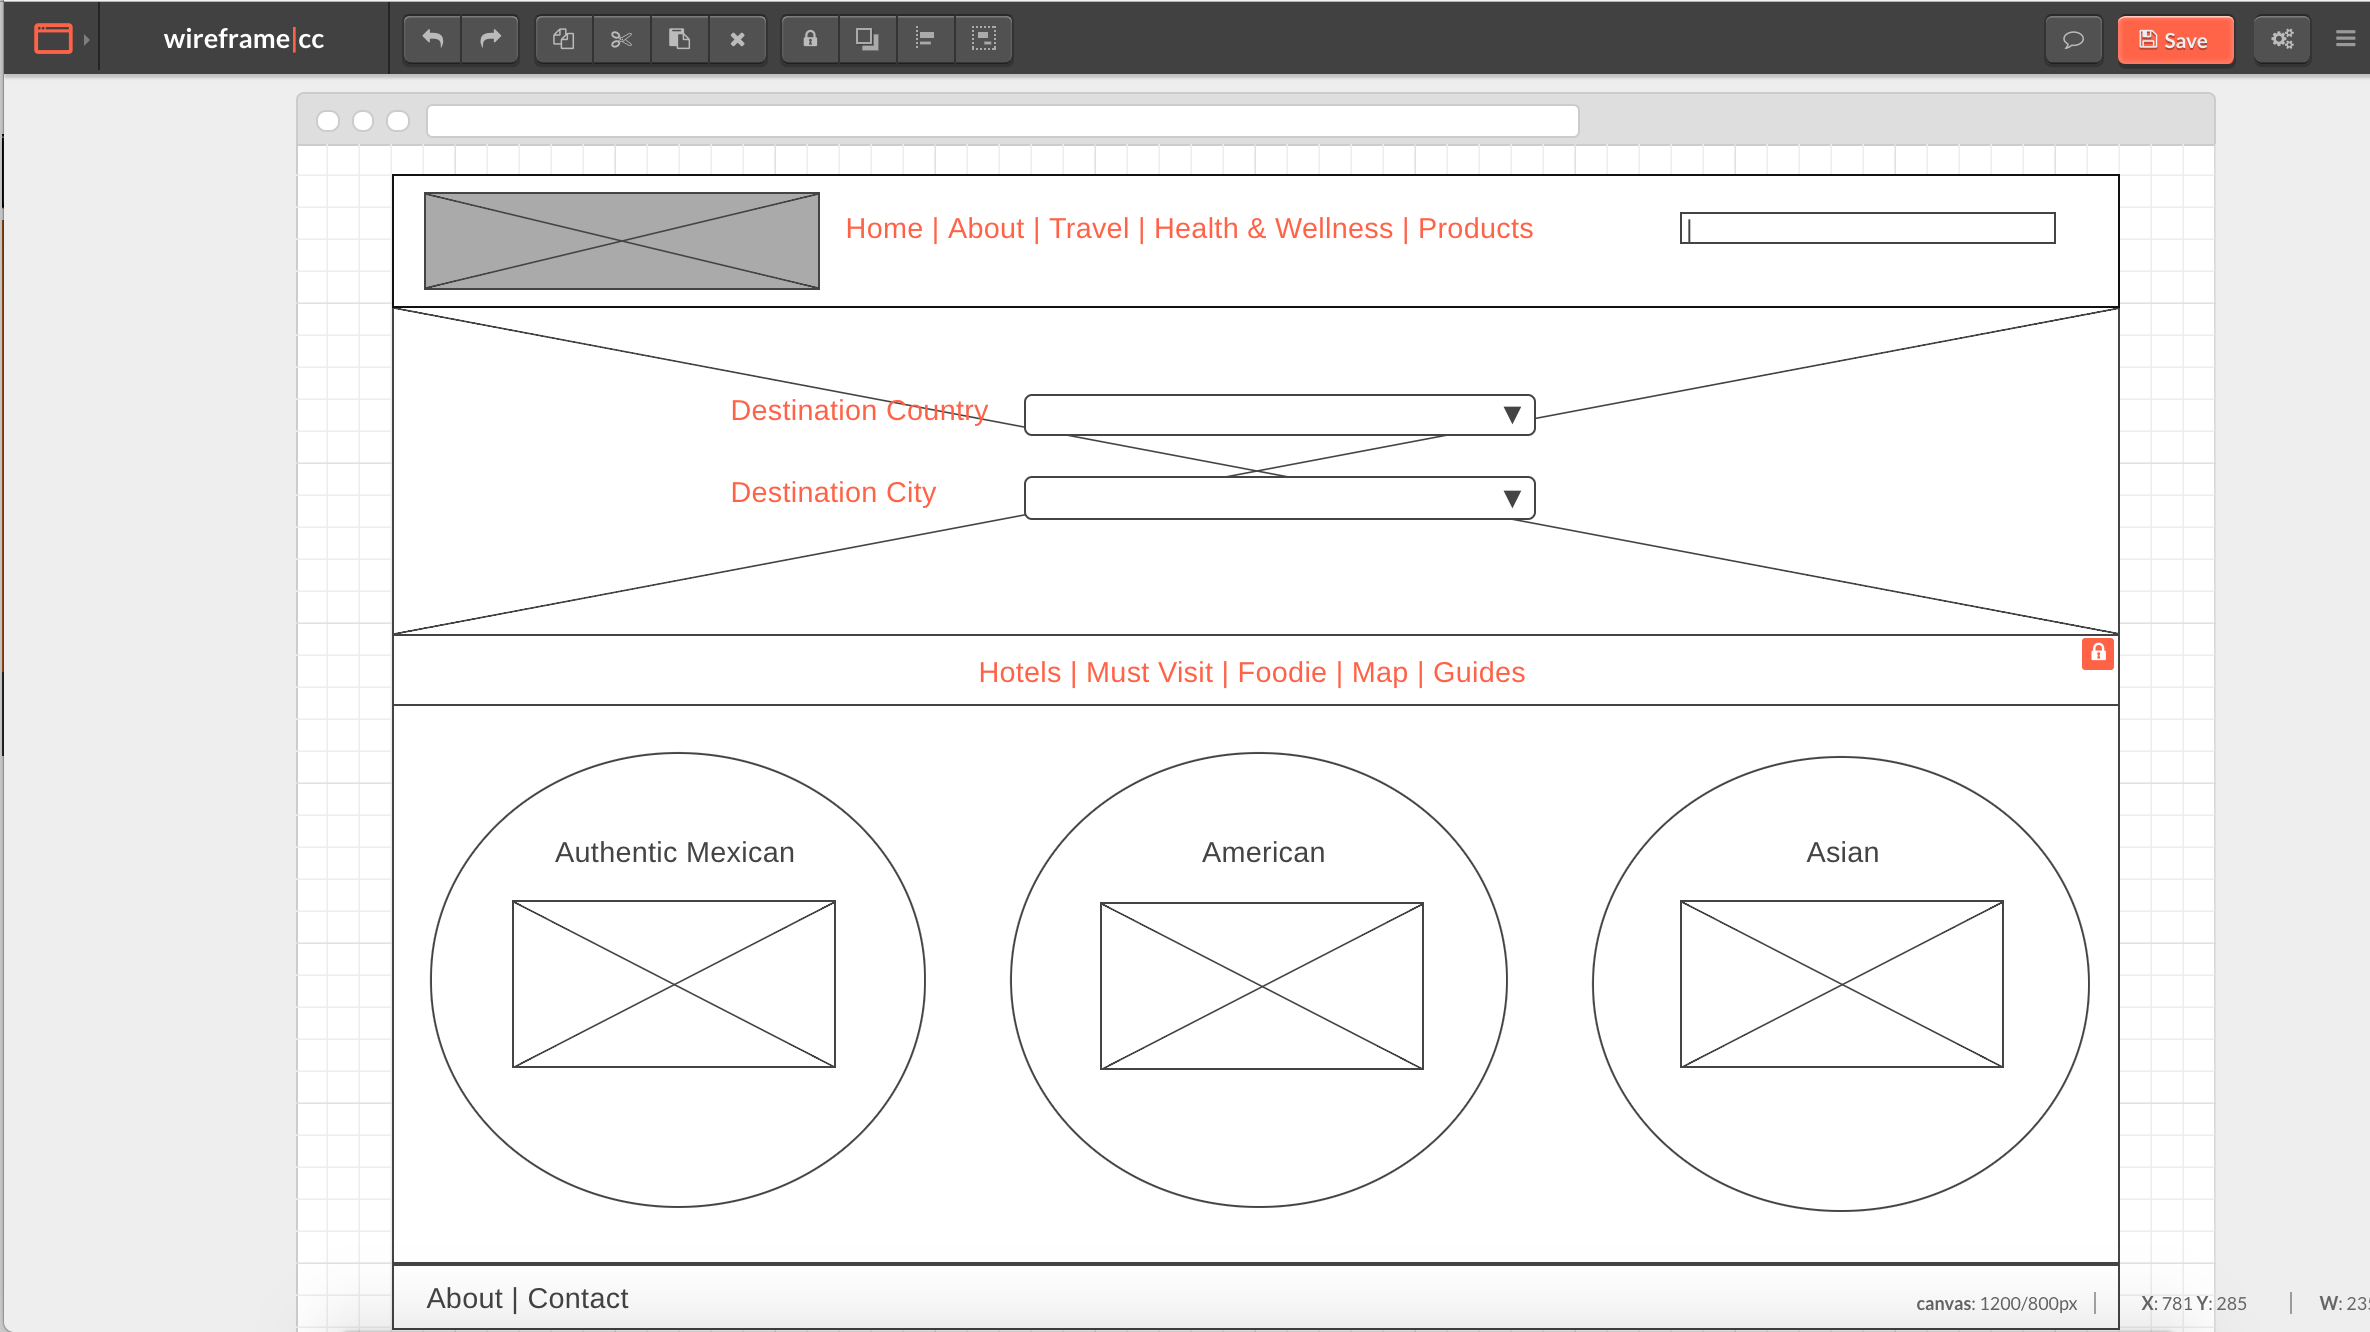 wireframe|cc
Save
Home | About | Travel | Health & Wellness | Products
Destination Country
Destination City
Hotels | Must Visit | Foodie | Map | Guides
Authentic Mexican
American
Asian
About | Contact
canvas: 1200/800px | X: 781 Y: 285 | W: